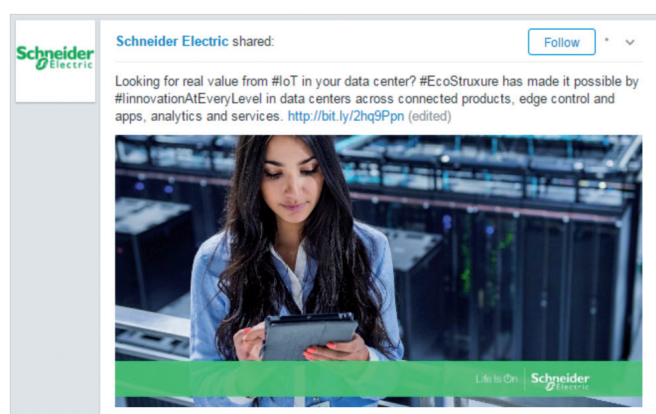 Schneider
Electric
Schneider Electric shared:
Follow
Looking for real value from #IoT in your data center? #EcoStruxure has made it possible by
#IinnovationAtEveryLevel in data centers across connected products, edge control and
apps, analytics and services. http://bit.ly/2hq9Ppn (edited)
Life Is On
Schneider
Electric